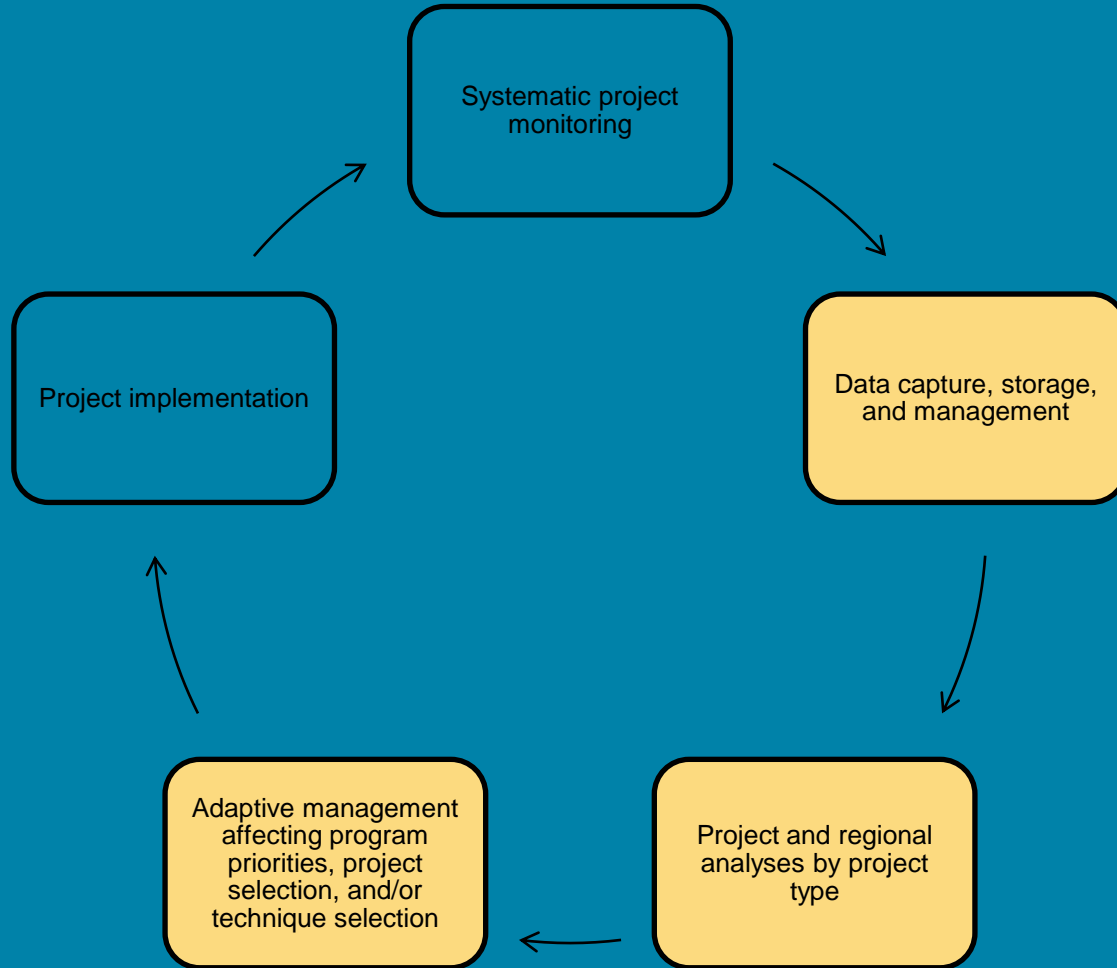 Systematic project
monitoring
Data capture, storage,
and management
Project and regional
analyses by project
type
Adaptive management
affecting program
priorities, project
selection, and/or
technique selection
Project implementation